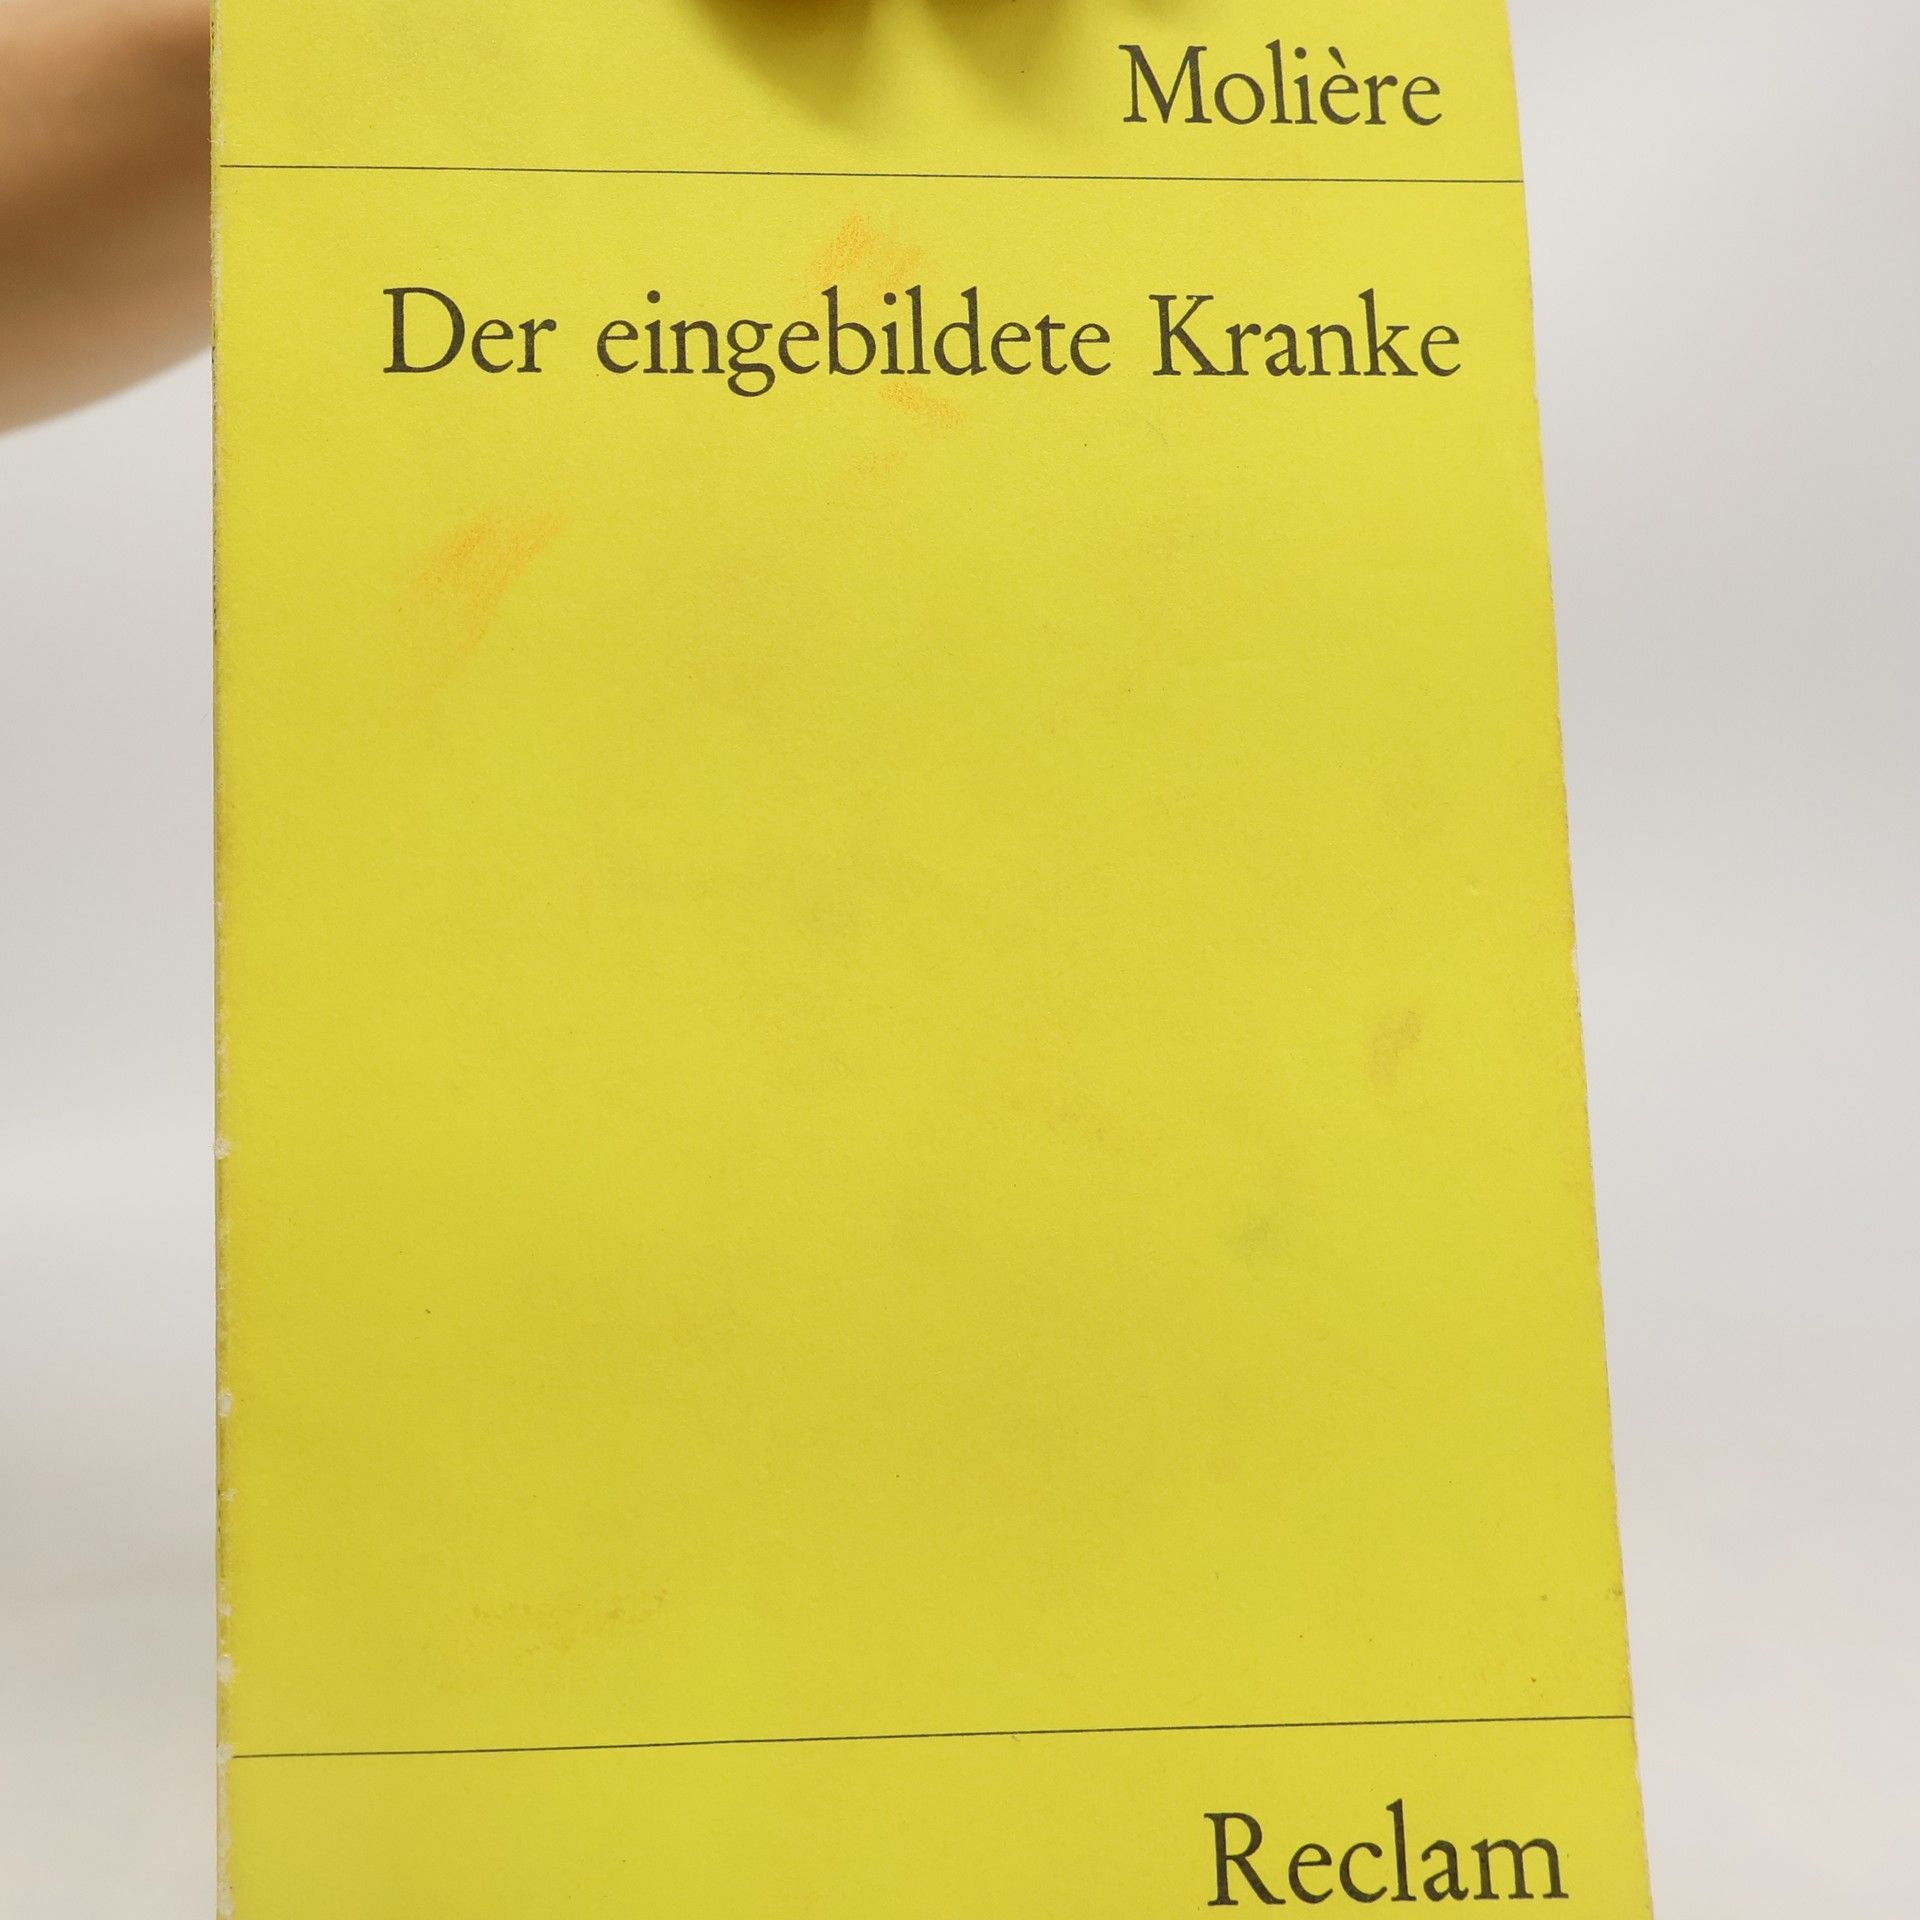 Molière
Der eingebildete Kranke
Reclam